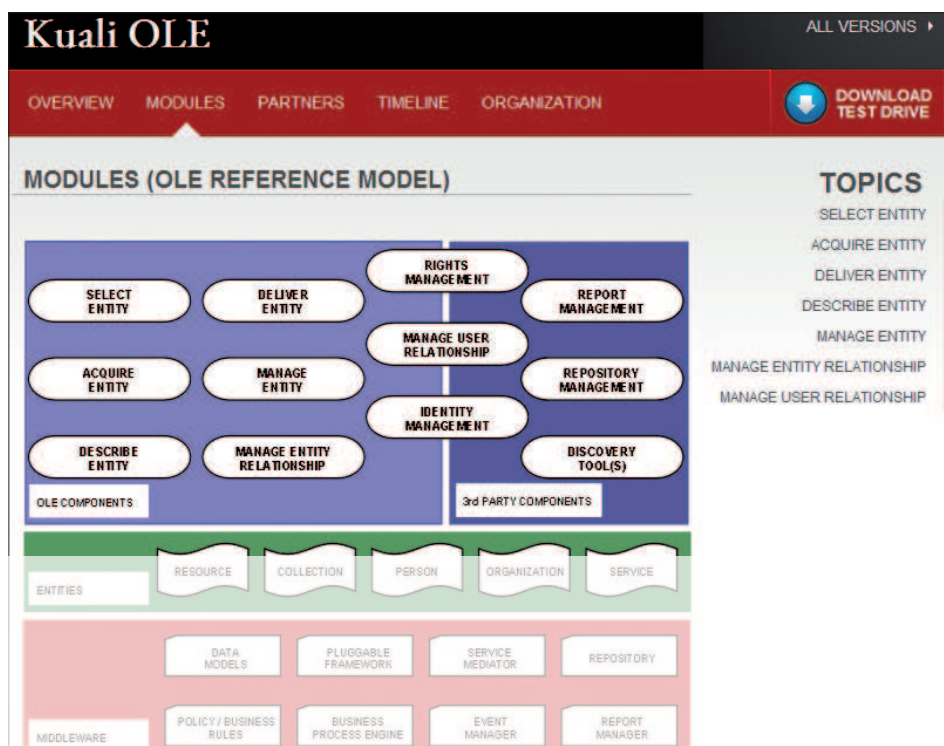 Kuali OLE
ALL VERSIONS
OVERVIEW MODULES PARTNERS TIMELINE ORGANIZATION
DOWNLOAD
TEST DRIVE
MODULES (OLE REFERENCE MODEL)
RIGHTS
MANAGEMENT
SELECT
ENTITY
DELIVER
ENTITY
REPORT
MANAGEMENT
MANAGE USER
RELATIONSHIP
ACQUIRE
ENTITY
MANAGE
ENTITY
REPOSITORY
MANAGEMENT
IDENTITY
MANAGEMENT
DESCRIBE
ENTITY
MANAGE ENTITY
RELATIONSHIP
DISCOVERY
TOOL(S)
OLE COMPONENTS
3rd PARTY COMPONENTS
RESOURCE
COLLECTION
PERSON
ORGANIZATION
SERVICE
ENTITIES
DATA
MODELS
PLUGGABLE
FRAMEWORK
SERVICE
MEDIATOR
REPOSITORY
POLICY / BUSINESS
RULES
BUSINESS
PROCESS ENGINE
EVENT
MANAGER
REPORT
MANAGER
MIDDLEWARE
TOPICS
SELECT ENTITY
ACQUIRE ENTITY
DELIVER ENTITY
DESCRIBE ENTITY
MANAGE ENTITY
MANAGE ENTITY RELATIONSHIP
MANAGE USER RELATIONSHIP